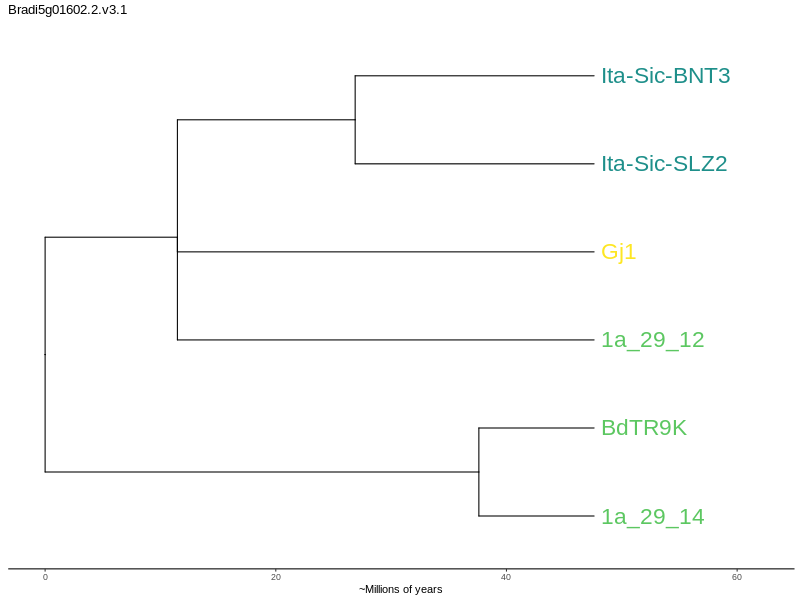 Bradi5g01602.2.v3.1
Ita-Sic-BNT3
Ita-Sic-SLZ2
Gj1
1a_29_12
BdTR9K
1a_29_14
0 20 40 60
~Millions of years